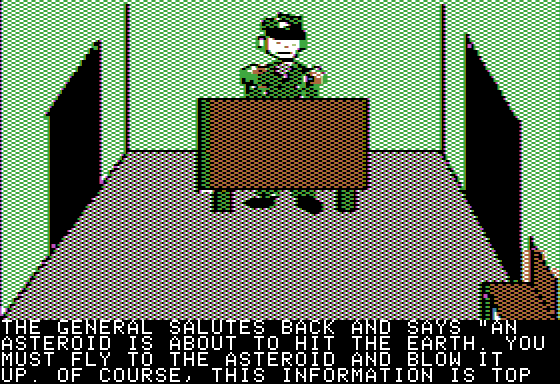 THE GENERAL SALUTES BACK AND SAYS "AN
ASTEROID IS ABOUT TO HIT THE EARTH. YOU
MUST FLY TO THE ASTEROID AND BLOW IT
UP. OF COURSE, THIS INFORMATION IS TOP